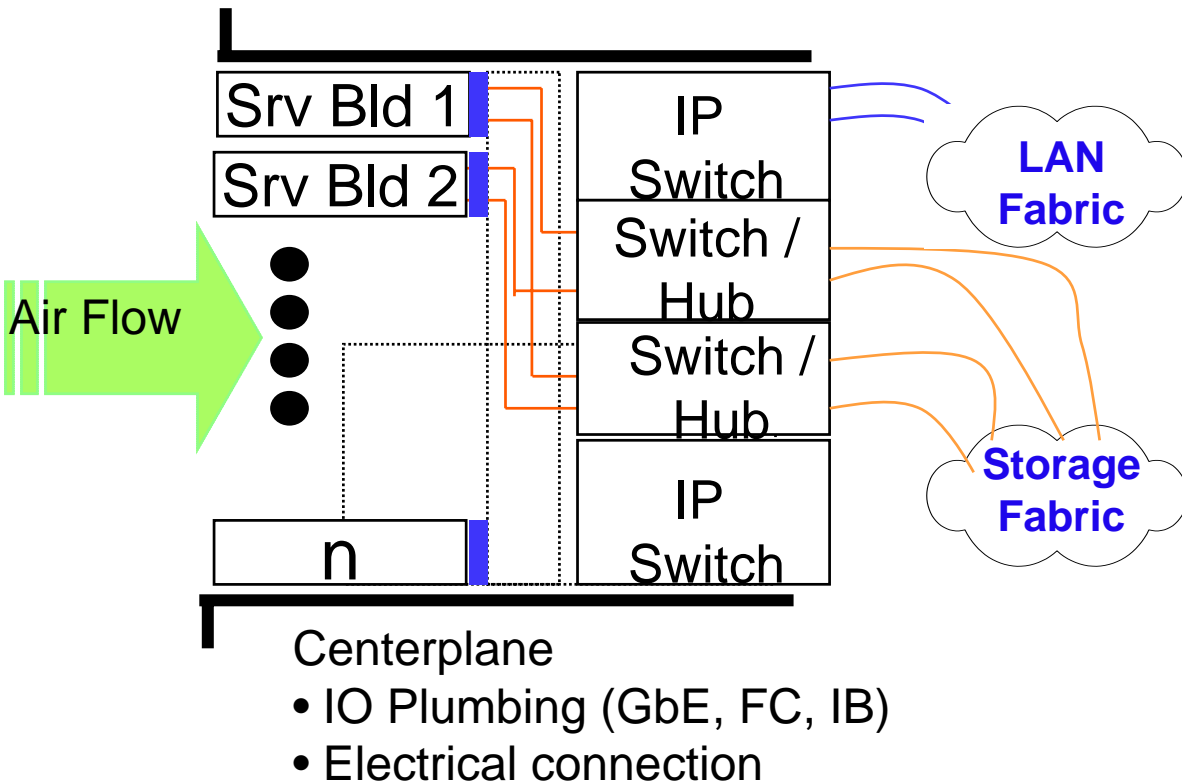 Srv Bld 1
Srv Bld 2
Air Flow
n
IP
Switch
Switch /
Hub
Switch /
Hub
IP
Switch
LAN
Fabric
Storage
Fabric
Centerplane
• IO Plumbing (GbE, FC, IB)
• Electrical connection